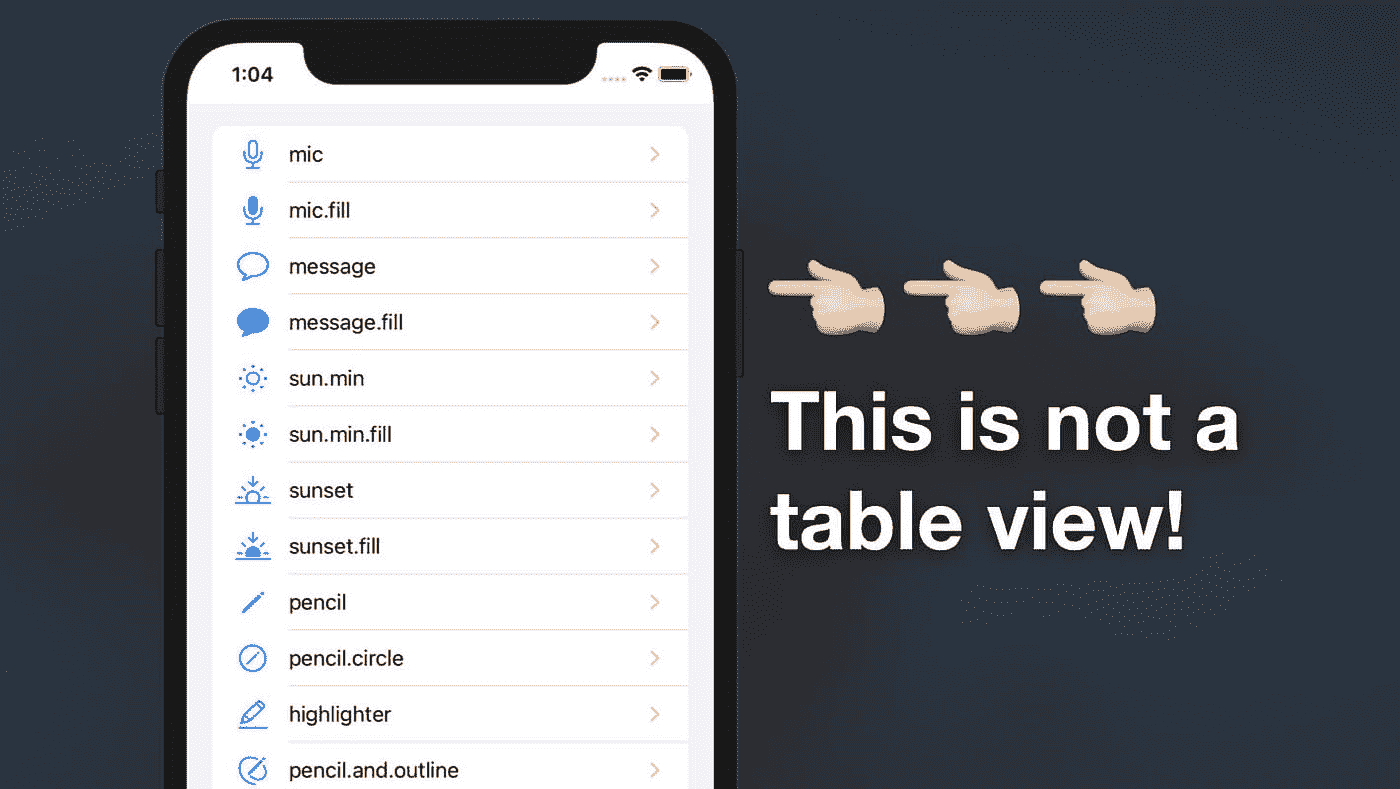 1:04
mic
mic.fill
message
message.fill
sun.min
sun.min.fill
sunset
sunset.fill
pencil
pencil.circle
highlighter
pencil.and.outline
This is not a
table view!